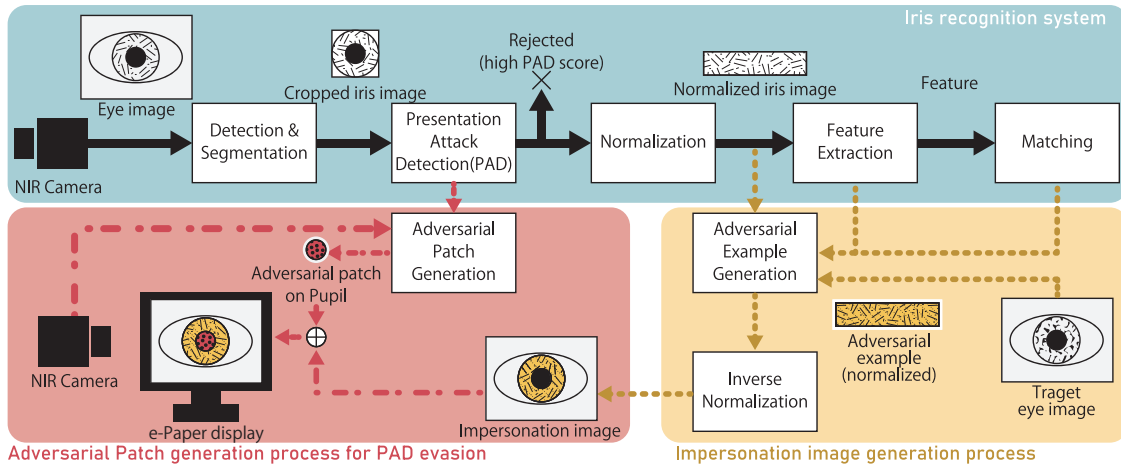 Iris recognition system
Rejected
(high PAD score)
Eye image
Cropped iris image
Normalized iris image
Feature
NIR Camera
Detection &
Segmentation
Presentation
Attack
Detection(PAD)
Normalization
Feature
Extraction
Matching
Adversarial
Patch
Generation
Adversarial patch
on Pupil
NIR Camera
e-Paper display
Impersonation image
Adversarial Patch generation process for PAD evasion
Adversarial
Example
Generation
Adversarial
example
(normalized)
Inverse
Normalization
Traget
eye image
Impersonation image generation process